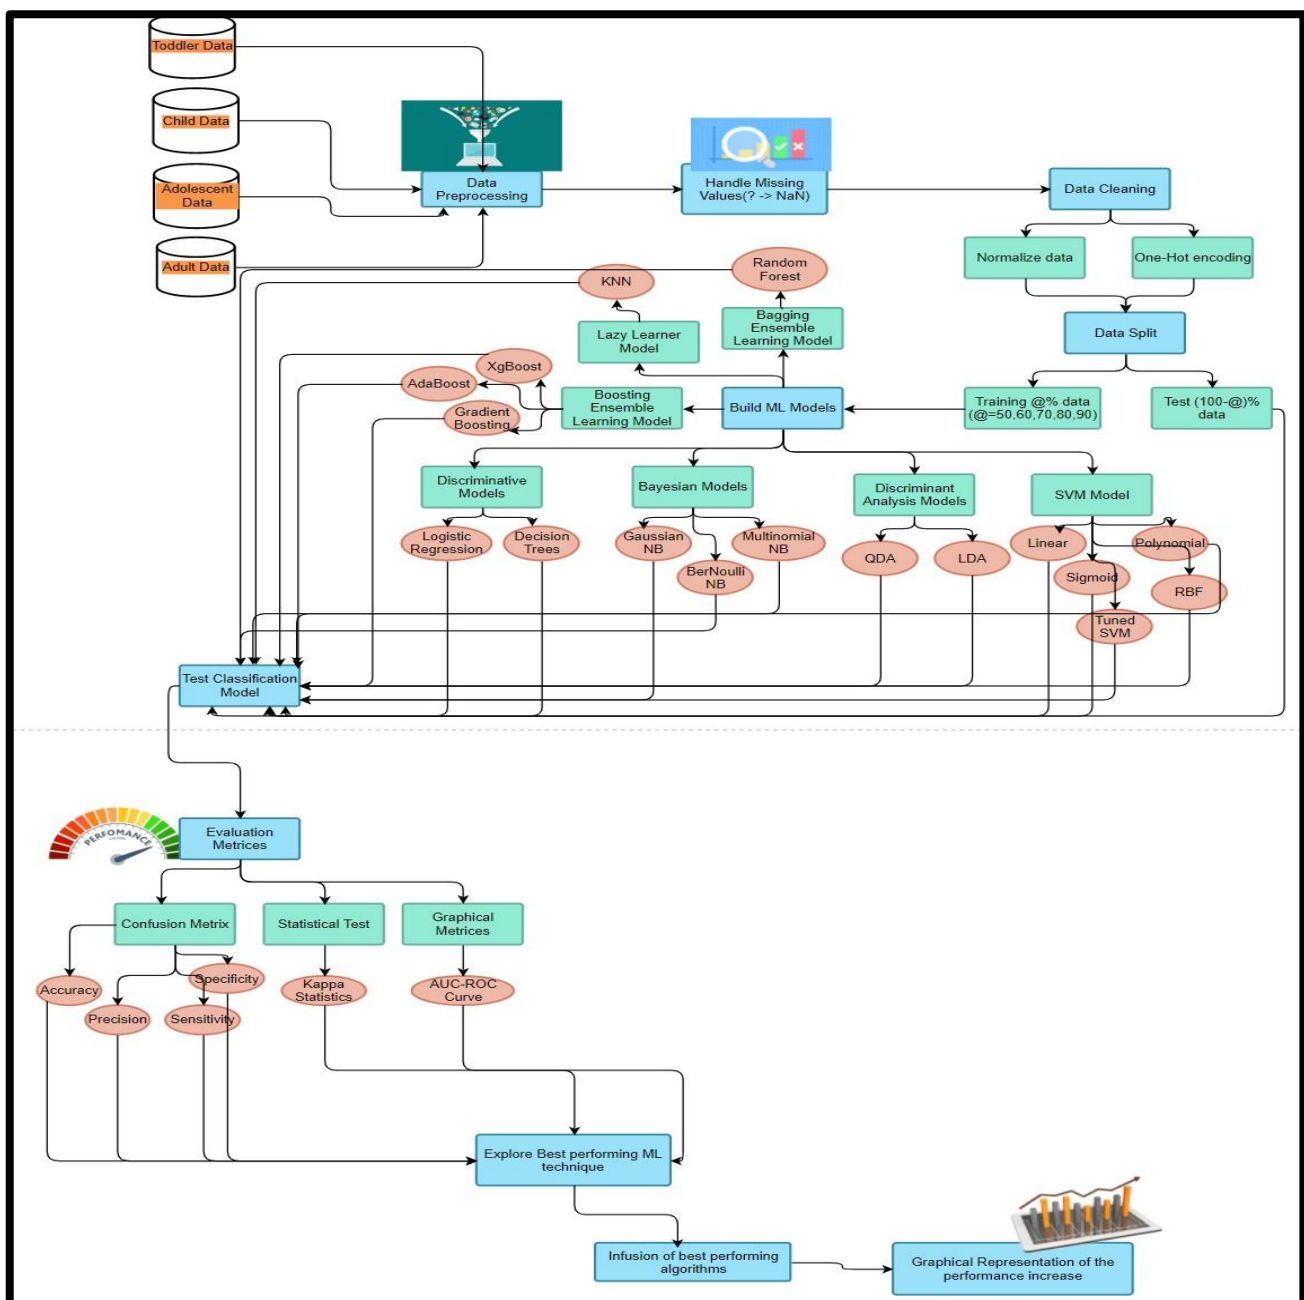 Toddler Data
Child Data
Adolescent
Data
Adult Data
Data
Preprocessing
Handle Missing
Values(? -> NaN)
Data Cleaning
Normalize data
One-Hot encoding
Data Split
Training @% data
(@=50,60,70,80,90)
Test (100-@)%
data
Random
Forest
KNN
Bagging
Ensemble
Learning Model
Lazy Learner
Model
XgBoost
AdaBoost
Gradient
Boosting
Boosting
Ensemble
Learning Model
Build ML Models
Discriminative
Models
Bayesian Models
Discriminant
Analysis Models
SVM Model
Logistic
Regression
Decision
Trees
Gaussian
NB
BerNoulli
NB
Multinomial
NB
QDA
LDA
Linear
Polynomial
Sigmoid
RBF
Tuned
SVM
Test Classification
Model
PERFOMANCE
Evaluation
Metrices
Confusion Metrix
Statistical Test
Graphical
Metrices
Accuracy
Precision
Sensitivity
Specificity
Kappa
Statistics
AUC-ROC
Curve
Explore Best performing ML
technique
Infusion of best performing
algorithms
Graphical Representation of the
performance increase